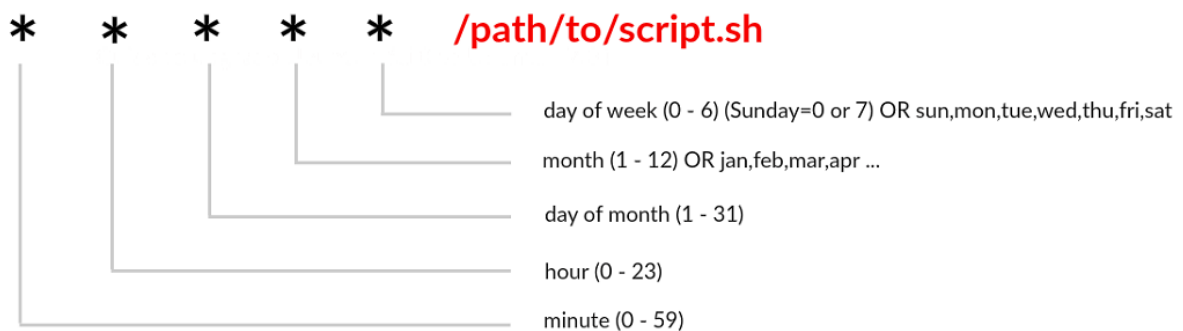 * * * * * /path/to/script.sh
day of week (0 - 6) (Sunday=0 or 7) OR sun,mon,tue,wed,thu,fri,sat
month (1 - 12) OR jan,feb,mar,apr ...
day of month (1 - 31)
hour (0 - 23)
minute (0 - 59)